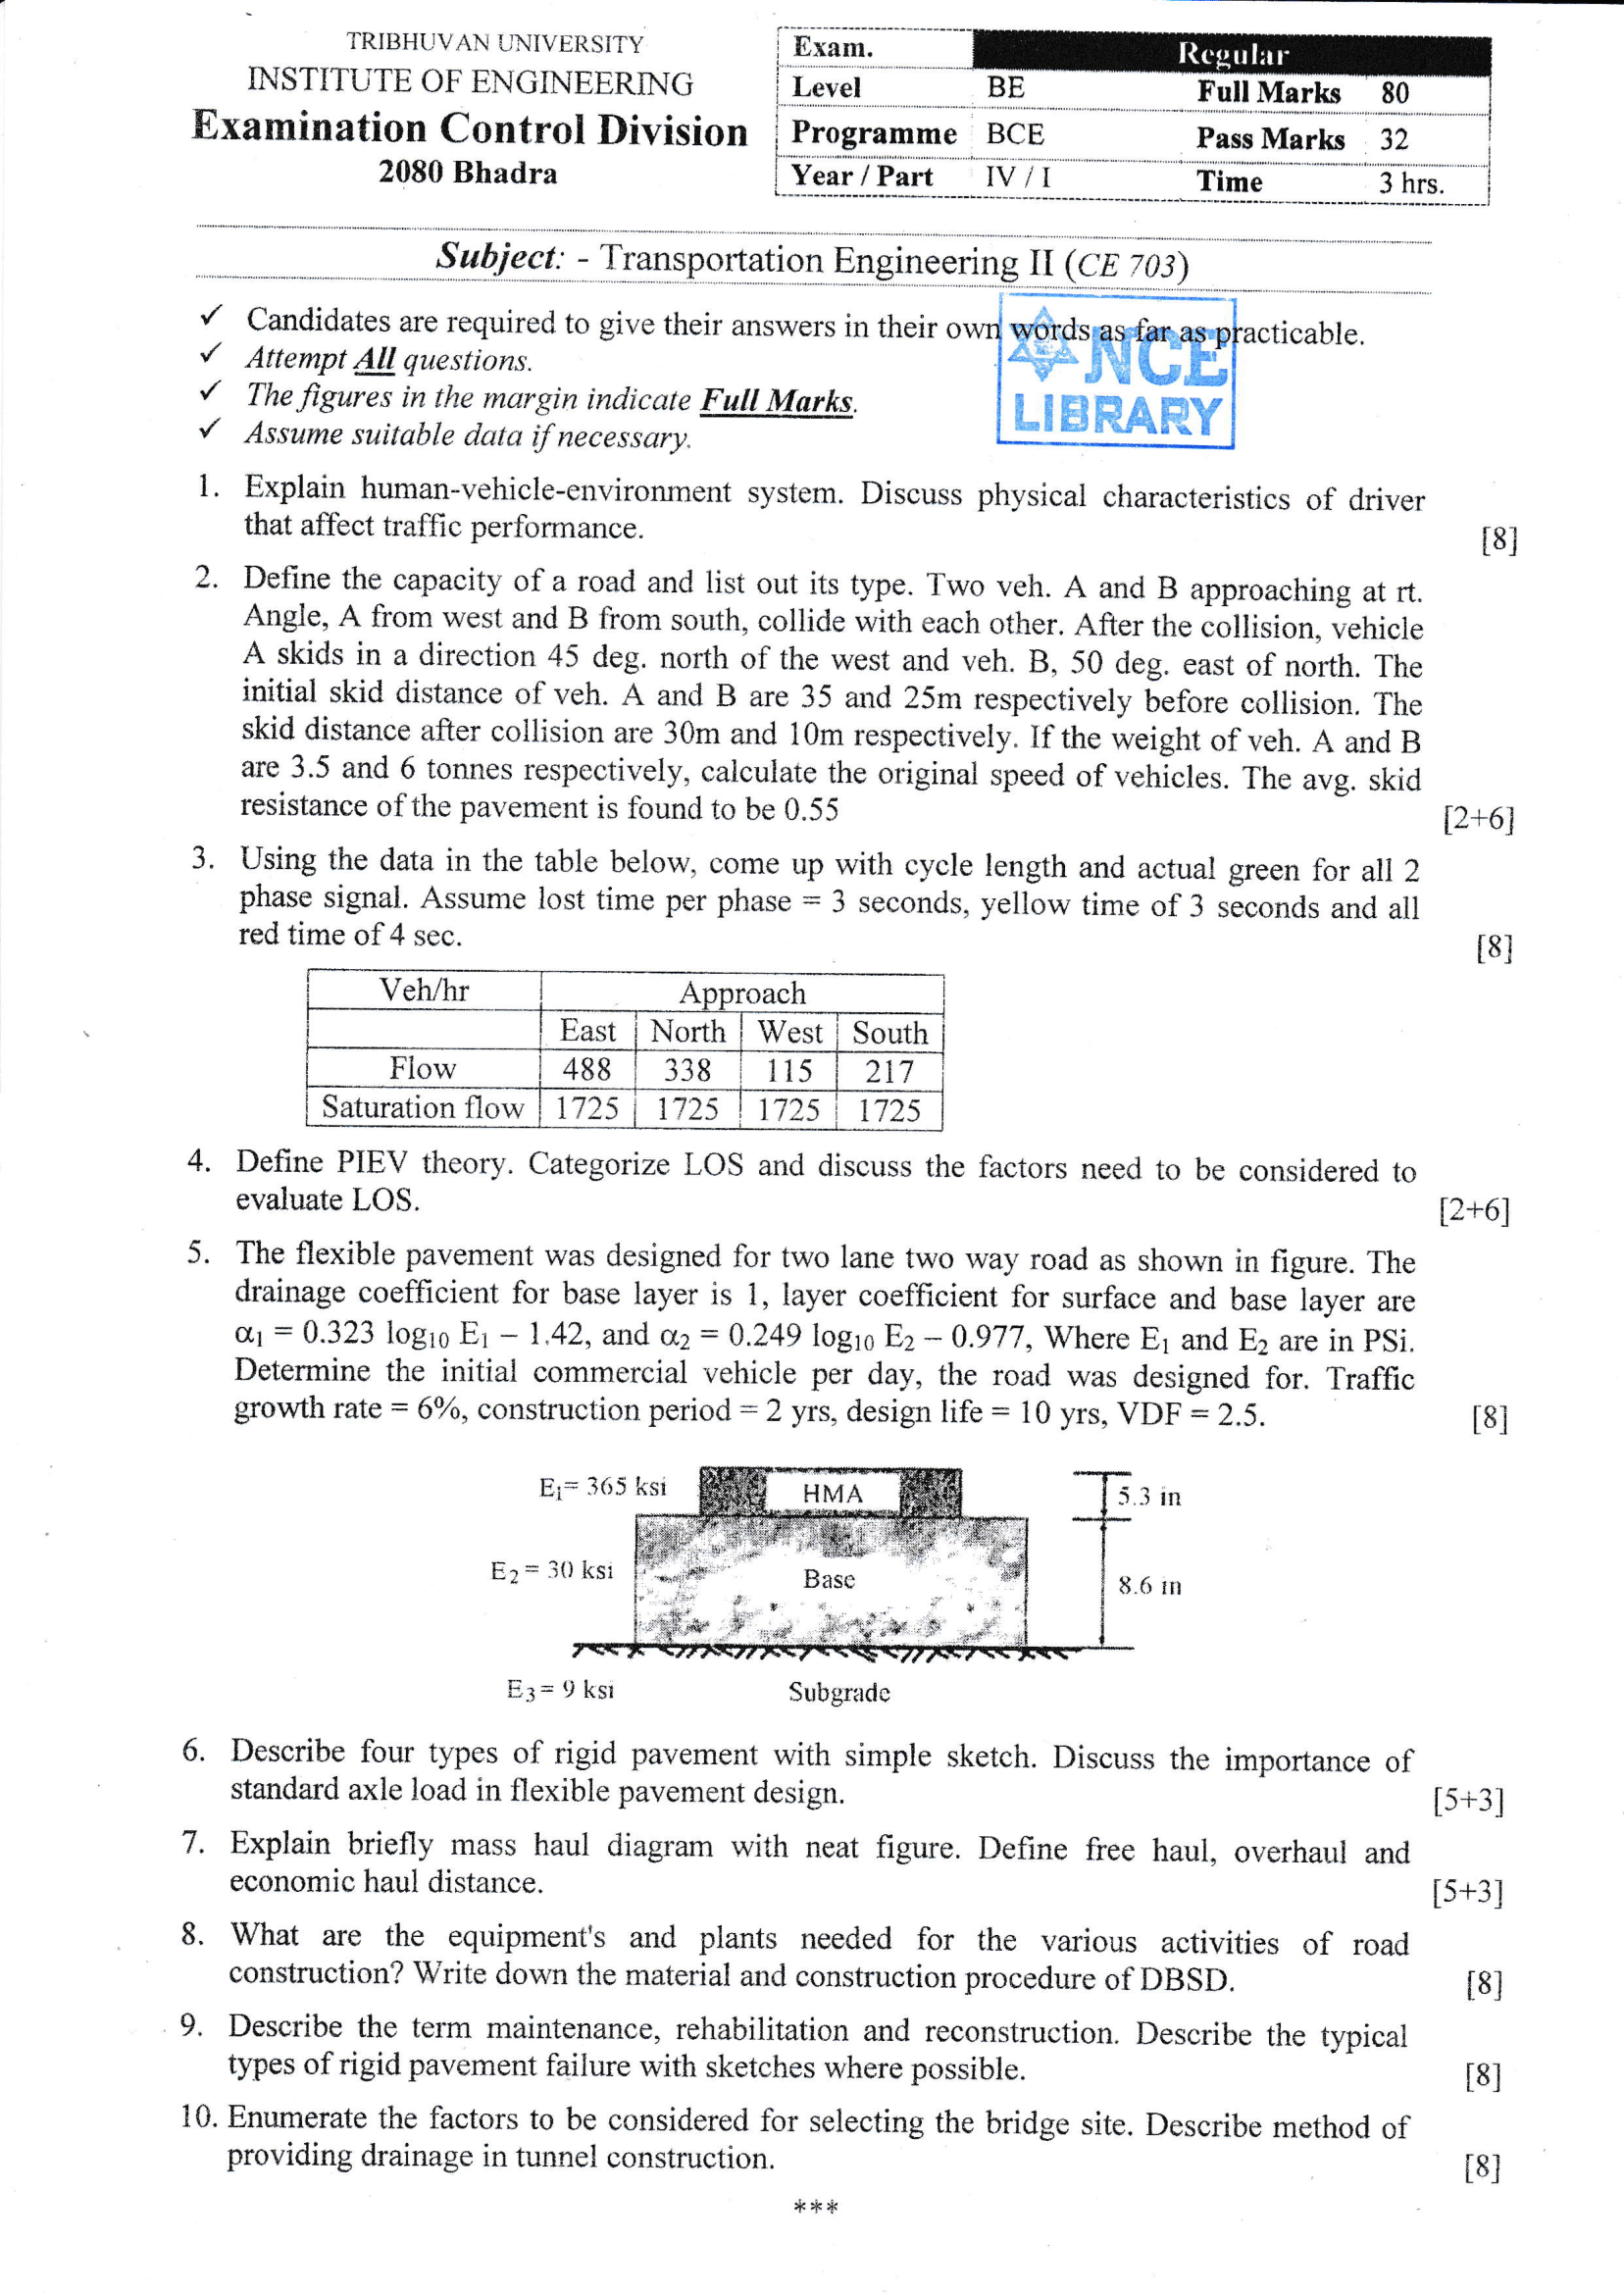 TRIBHUVAN UNIVERSITY
INSTITUTE OF ENGINEERING
Examination Control Division
2080 Bhadra
Exam. Regular
Level BE Full Marks 80
Programme BCE Pass Marks 32
Year / Part IV / I Time 3 hrs.
Subject: - Transportation Engineering II (CE 703)
✓ Candidates are required to give their answers in their own words as far as practicable.
✓ Attempt All questions.
✓ The figures in the margin indicate Full Marks.
✓ Assume suitable data if necessary.
NCE
LIBRARY
1. Explain human-vehicle-environment system. Discuss physical characteristics of driver
that affect traffic performance. [8]
2. Define the capacity of a road and list out its type. Two veh. A and B approaching at rt.
Angle, A from west and B from south, collide with each other. After the collision, vehicle
A skids in a direction 45 deg. north of the west and veh. B, 50 deg. east of north. The
initial skid distance of veh. A and B are 35 and 25m respectively before collision. The
skid distance after collision are 30m and 10m respectively. If the weight of veh. A and B
are 3.5 and 6 tonnes respectively, calculate the original speed of vehicles. The avg. skid
resistance of the pavement is found to be 0.55 [2+6]
3. Using the data in the table below, come up with cycle length and actual green for all 2
phase signal. Assume lost time per phase = 3 seconds, yellow time of 3 seconds and all
red time of 4 sec. [8]
Veh/hr Approach
East North West South
Flow 488 338 115 217
Saturation flow 1725 1725 1725 1725
4. Define PIEV theory. Categorize LOS and discuss the factors need to be considered to
evaluate LOS. [2+6]
5. The flexible pavement was designed for two lane two way road as shown in figure. The
drainage coefficient for base layer is 1, layer coefficient for surface and base layer are
α₁ = 0.323 log₁₀ E₁ – 1.42, and α₂ = 0.249 log₁₀ E₂ – 0.977, Where E₁ and E₂ are in PSi.
Determine the initial commercial vehicle per day, the road was designed for. Traffic
growth rate = 6%, construction period = 2 yrs, design life = 10 yrs, VDF = 2.5. [8]
E₁= 365 ksi HMA 5.3 in
E₂ = 30 ksi Base 8.6 in
E₃ = 9 ksi Subgrade
6. Describe four types of rigid pavement with simple sketch. Discuss the importance of
standard axle load in flexible pavement design. [5+3]
7. Explain briefly mass haul diagram with neat figure. Define free haul, overhaul and
economic haul distance. [5+3]
8. What are the equipment's and plants needed for the various activities of road
construction? Write down the material and construction procedure of DBSD. [8]
9. Describe the term maintenance, rehabilitation and reconstruction. Describe the typical
types of rigid pavement failure with sketches where possible. [8]
10. Enumerate the factors to be considered for selecting the bridge site. Describe method of
providing drainage in tunnel construction. [8]
***